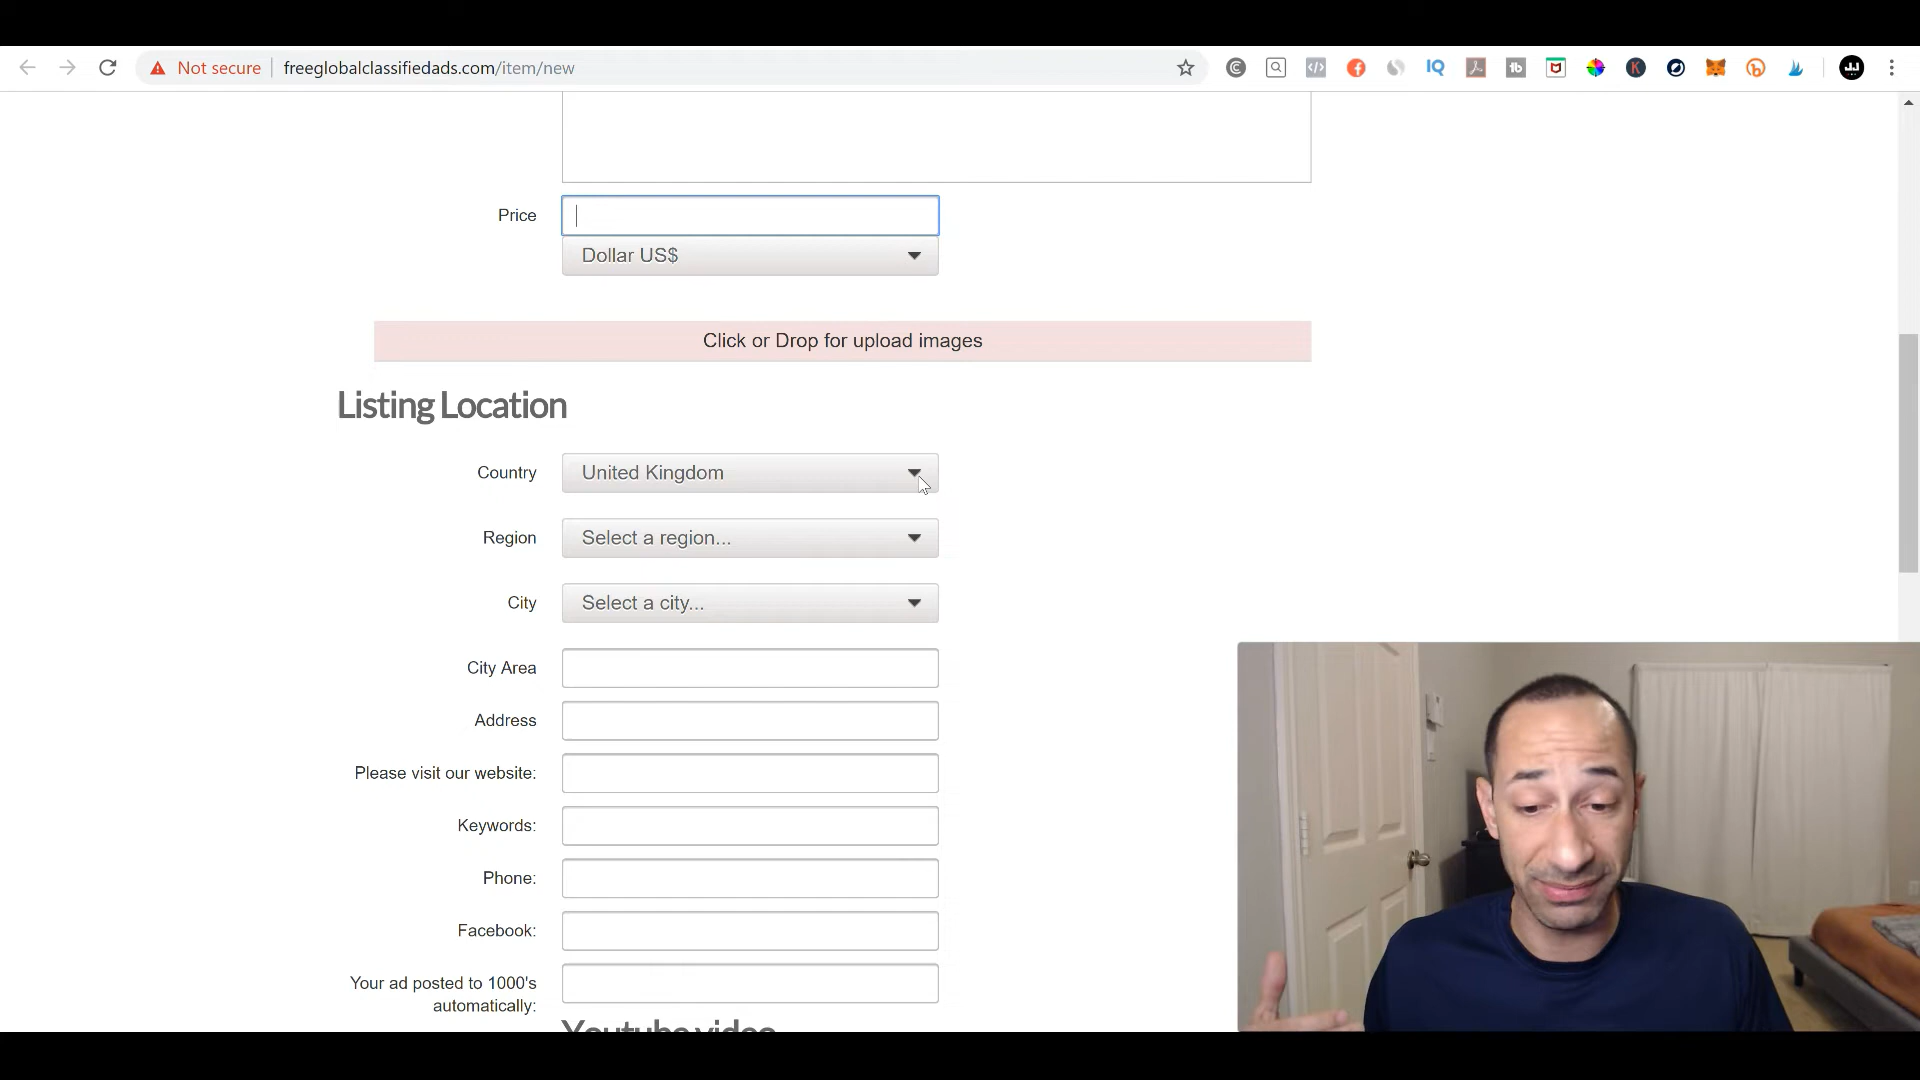 Not secure
freeglobalclassifiedads.com/item/new
Price
Dollar US$
Click or Drop for upload images
Listing Location
Country
United Kingdom
Region
Select a region...
City
Select a city...
City Area
Address
Please visit our website:
Keywords:
Phone:
Facebook:
Your ad posted to 1000's
automatically:
Youtube video